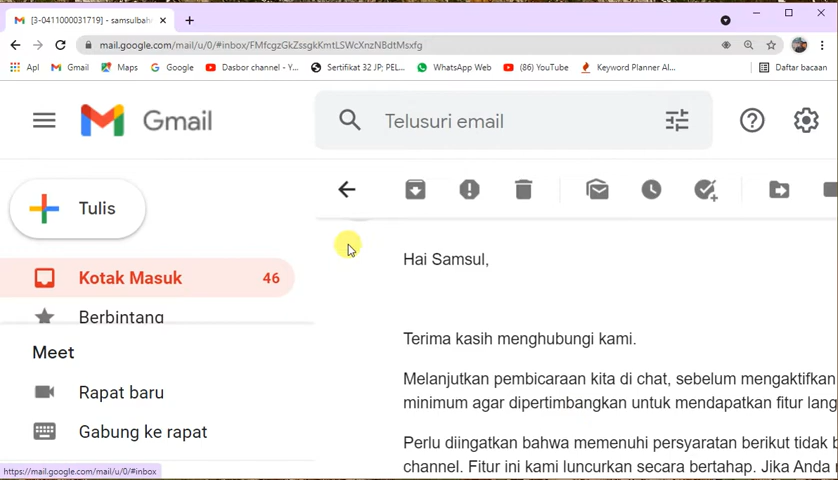 [3-0411000031719] - samsulbah
mail.google.com/mail/u/0/#inbox/FMfcgzGkZssgkKmtLSWcXnzNBdtMsxfg
Apl
Gmail
Maps
Google
Dasbor channel - Y...
Sertifikat 32 JP; PEL...
WhatsApp Web
(86) YouTube
Keyword Planner Al...
Daftar bacaan
Gmail
Telusuri email
Tulis
Kotak Masuk 46
Berbintang
Meet
Rapat baru
Gabung ke rapat
Hai Samsul,
Terima kasih menghubungi kami.
Melanjutkan pembicaraan kita di chat, sebelum mengaktifkan
minimum agar dipertimbangkan untuk mendapatkan fitur lang
Perlu diingatkan bahwa memenuhi persyaratan berikut tidak b
channel. Fitur ini kami luncurkan secara bertahap. Jika Anda
https://mail.google.com/mail/u/0/#inbox